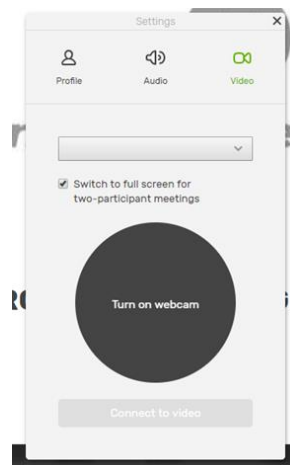 Settings
Profile Audio Video
Switch to full screen for
two-participant meetings
Turn on webcam
Connect to video